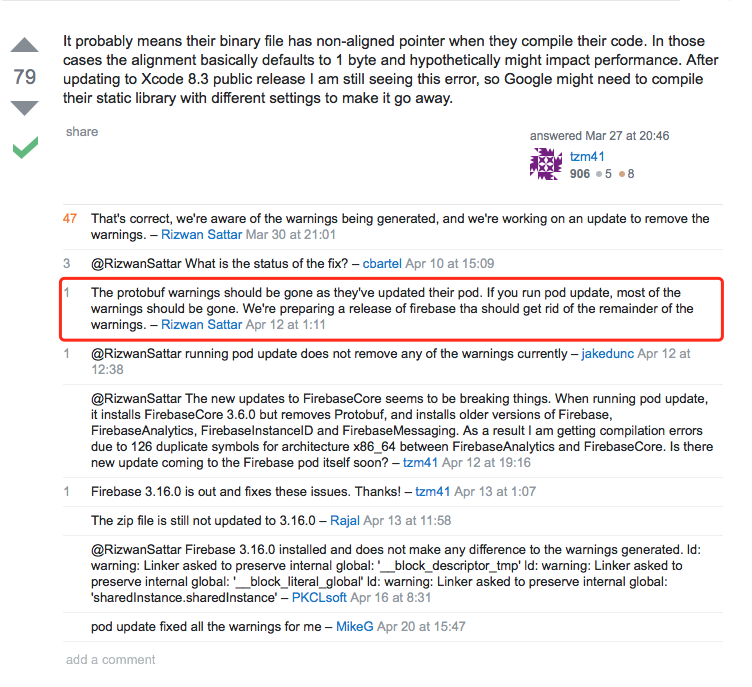 It probably means their binary file has non-aligned pointer when they compile their code. In those
cases the alignment basically defaults to 1 byte and hypothetically might impact performance. After
79
updating to Xcode 8.3 public release I am still seeing this error, so Google might need to compile
their static library with different settings to make it go away.
share
answered Mar 27 at 20:46
tzm41
906 ●5 ●8
47 That's correct, we're aware of the warnings being generated, and we're working on an update to remove the
warnings. – Rizwan Sattar Mar 30 at 21:01
3 @RizwanSattar What is the status of the fix? – cbartel Apr 10 at 15:09
1 The protobuf warnings should be gone as they've updated their pod. If you run pod update, most of the
warnings should be gone. We're preparing a release of firebase tha should get rid of the remainder of the
warnings. – Rizwan Sattar Apr 12 at 1:11
1 @RizwanSattar running pod update does not remove any of the warnings currently – jakedunc Apr 12 at
12:38
@RizwanSattar The new updates to FirebaseCore seems to be breaking things. When running pod update,
it installs FirebaseCore 3.6.0 but removes Protobuf, and installs older versions of Firebase,
FirebaseAnalytics, FirebaseInstanceID and FirebaseMessaging. As a result I am getting compilation errors
due to 126 duplicate symbols for architecture x86_64 between FirebaseAnalytics and FirebaseCore. Is there
new update coming to the Firebase pod itself soon? – tzm41 Apr 12 at 19:16
1 Firebase 3.16.0 is out and fixes these issues. Thanks! – tzm41 Apr 13 at 1:07
The zip file is still not updated to 3.16.0 – Rajal Apr 13 at 11:58
@RizwanSattar Firebase 3.16.0 installed and does not make any difference to the warnings generated. ld:
warning: Linker asked to preserve internal global: '__block_descriptor_tmp' ld: warning: Linker asked to
preserve internal global: '__block_literal_global' ld: warning: Linker asked to preserve internal global:
'sharedInstance.sharedInstance' – PKCLsoft Apr 16 at 8:31
pod update fixed all the warnings for me – MikeG Apr 20 at 15:47
add a comment